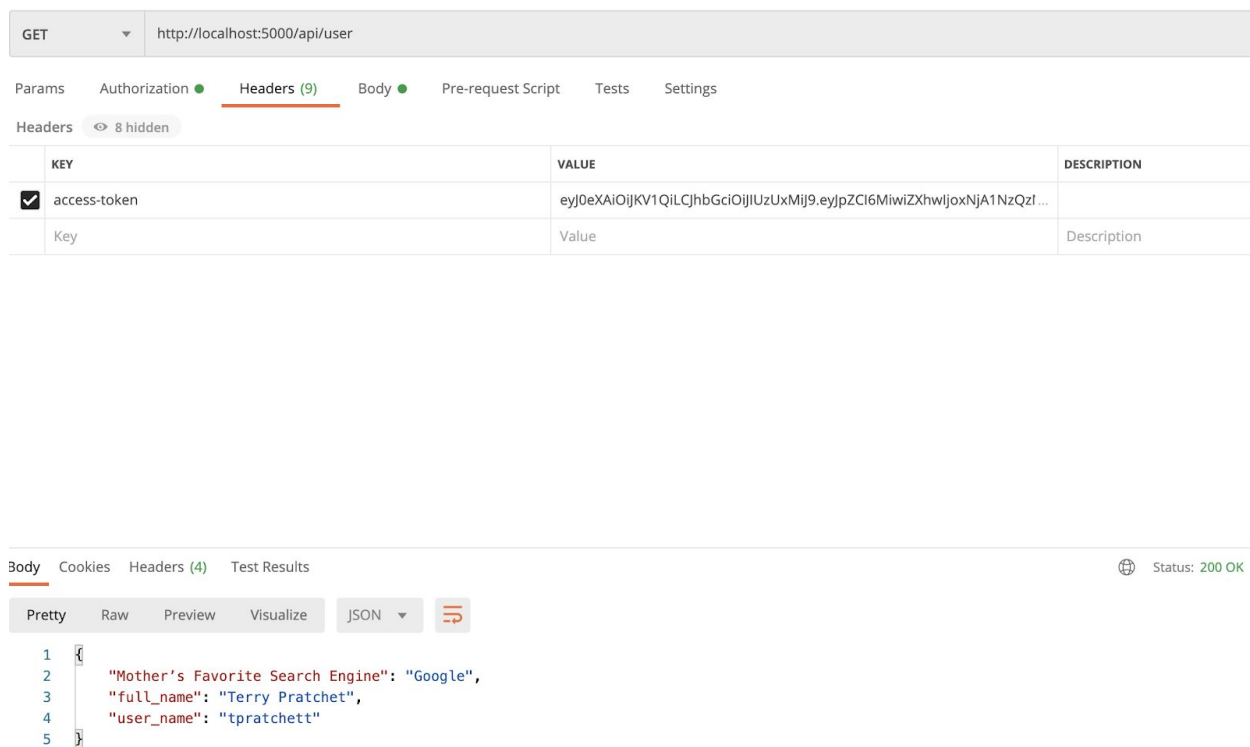 GET http://localhost:5000/api/user
Params Authorization Headers (9) Body Pre-request Script Tests Settings
Headers 8 hidden
KEY VALUE DESCRIPTION
access-token eyJ0eXAiOiJKV1QiLCJhbGciOiJIUzUxMiJ9.eyJpZCI6MiwiZXhwIjoxNjA1NzQzI...
Key Value Description
Body Cookies Headers (4) Test Results Status: 200 OK
Pretty Raw Preview Visualize JSON
1 {
2 "Mother’s Favorite Search Engine": "Google",
3 "full_name": "Terry Pratchet",
4 "user_name": "tpratchett"
5 }